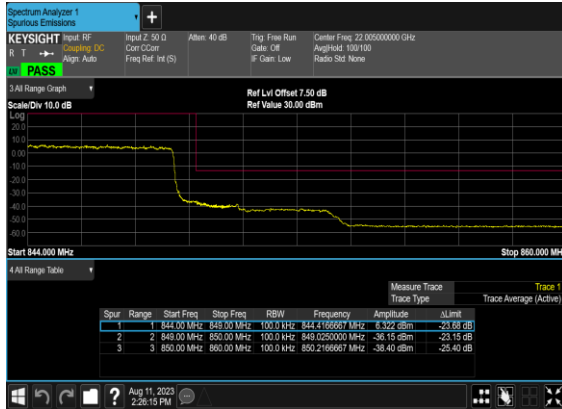 Spectrum Analyzer 1
Spurious Emissions
+
KEYSIGHT Input: RF Input Z: 50 Ω Atten: 40 dB Trig: Free Run Center Freq: 22.005000000 GHz
R T Coupling: DC Corr CCorr Gate: Off Avg|Hold: 100/100
Align: Auto Freq Ref: Int (S) IF Gain: Low Radio Std: None
PASS
3 All Range Graph
Ref Lvl Offset 7.50 dB
Scale/Div 10.0 dB Ref Value 30.00 dBm
Log
20.0
10.0
0.00
-10.0
-20.0
-30.0
-40.0
-50.0
-60.0
Start 844.000 MHz Stop 860.000 MH
4 All Range Table
Measure Trace Trace 1
Trace Type Trace Average (Active)
Spur Range Start Freq Stop Freq RBW Frequency Amplitude ΔLimit
1 1 844.00 MHz 849.00 MHz 100.0 kHz 844.4166667 MHz 6.322 dBm -23.68 dB
2 2 849.00 MHz 850.00 MHz 100.0 kHz 849.0250000 MHz -36.15 dBm -23.15 dB
3 3 850.00 MHz 860.00 MHz 100.0 kHz 850.2166667 MHz -38.40 dBm -25.40 dB
? Aug 11, 2023
2:26:15 PM